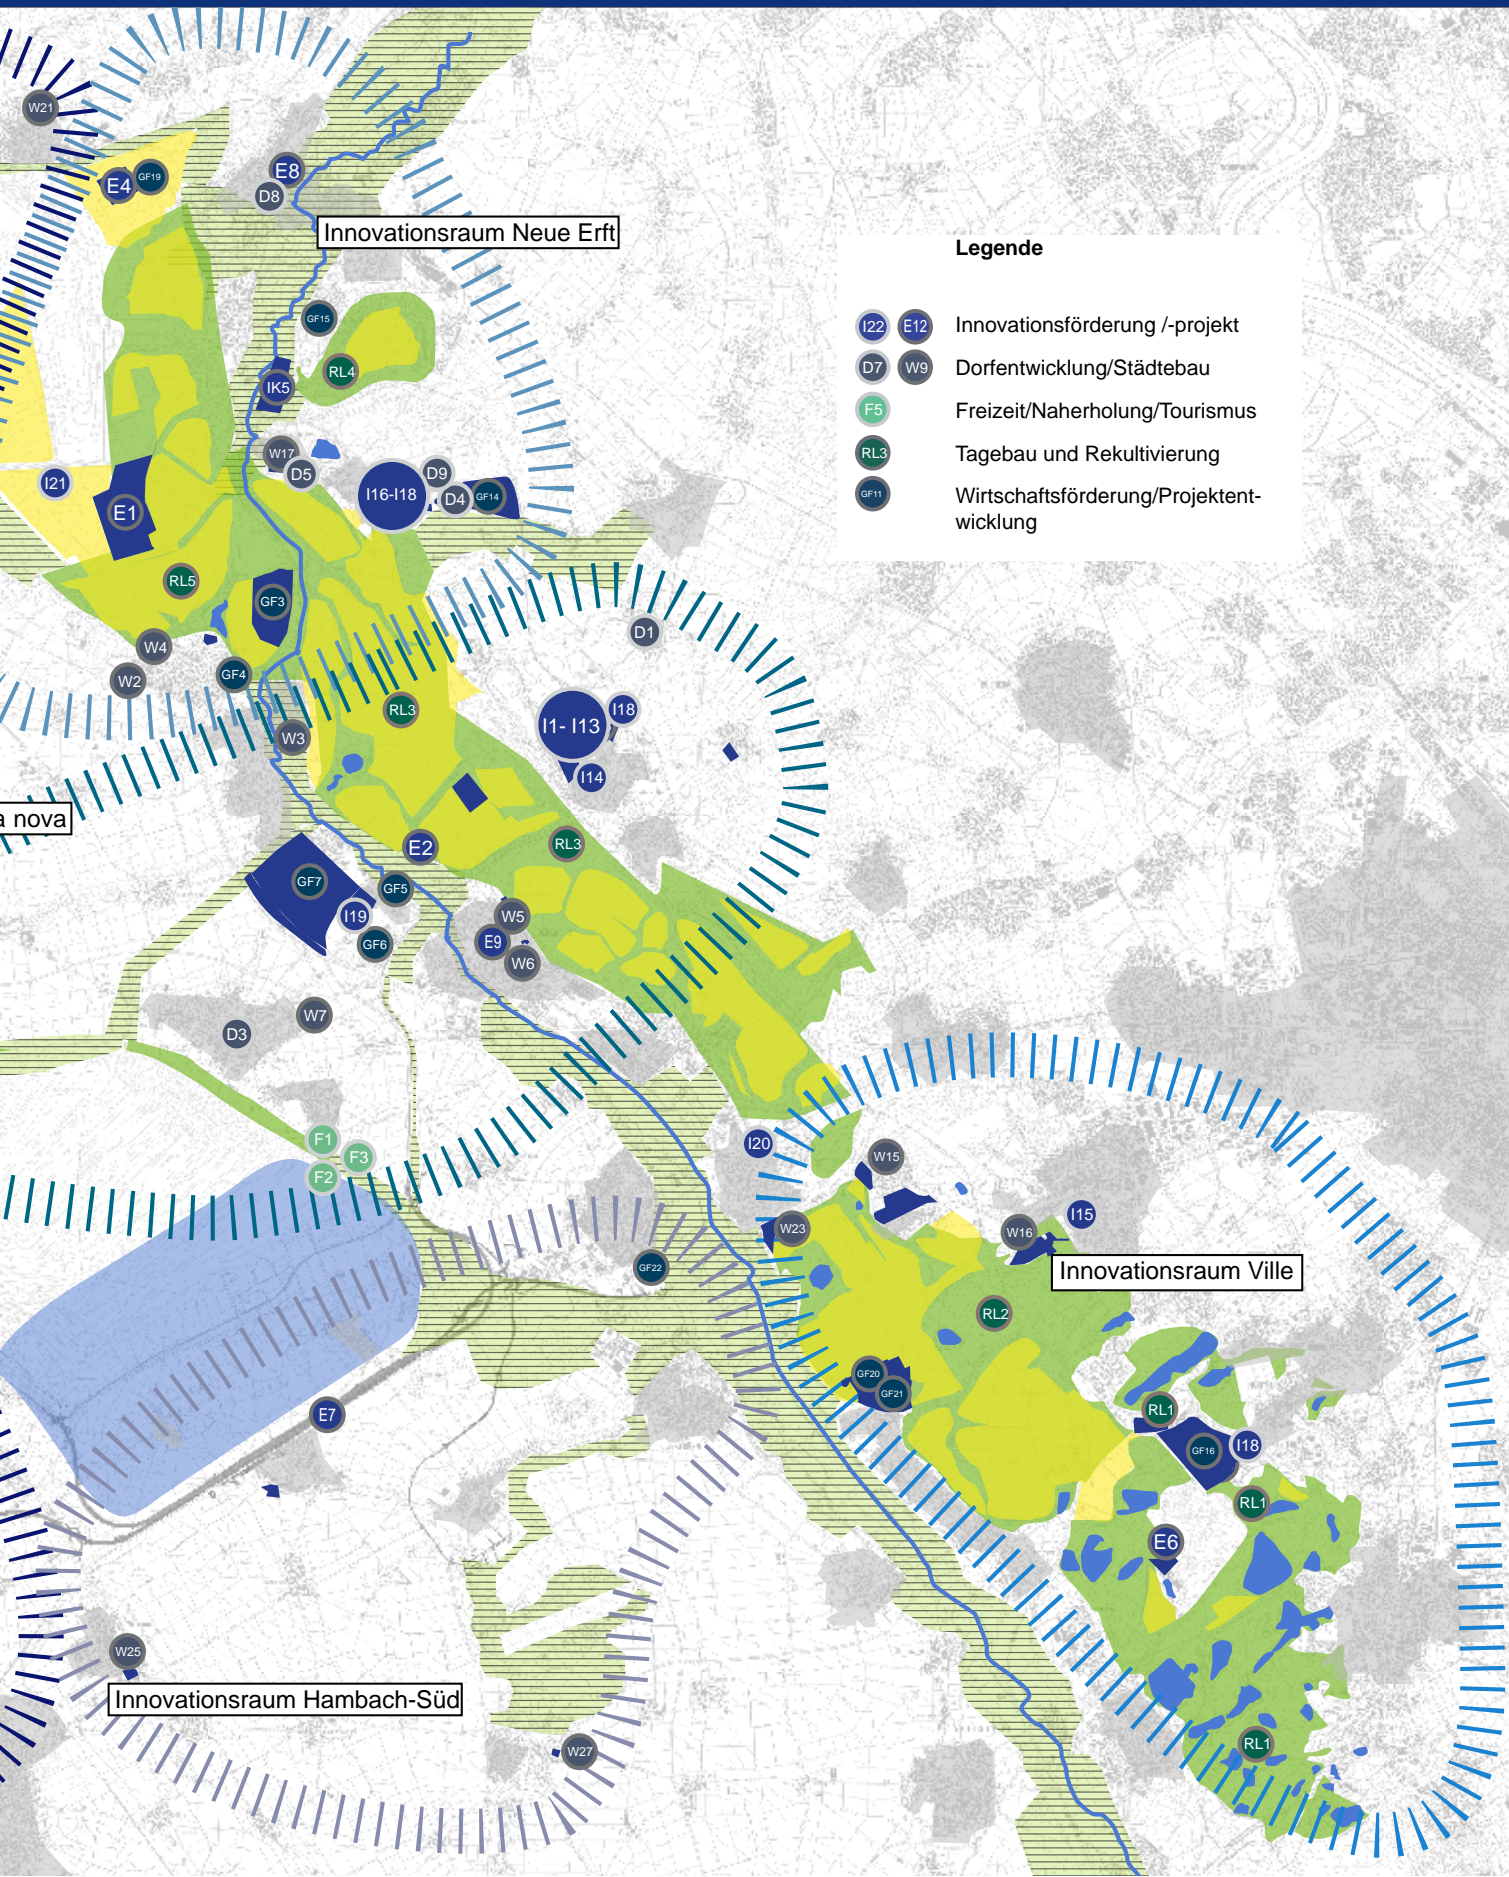 W21
E4
GF19
E8
D8
Innovationsraum Neue Erft
Legende
I22
E12
Innovationsförderung /-projekt
D7
W9
Dorfentwicklung/Städtebau
F5
Freizeit/Naherholung/Tourismus
RL3
Tagebau und Rekultivierung
GF11
Wirtschaftsförderung/Projektent-
wicklung
GF15
RL4
IK5
W17
D5
I21
E1
I16-I18
D9
D4
GF14
RL5
GF3
W4
W2
GF4
D1
RL3
W3
I1- I13
I18
I14
a nova
E2
RL3
GF7
GF5
I19
GF6
W5
E9
W6
W7
D3
F1
F3
F2
I20
W15
W23
W16
I15
Innovationsraum Ville
GF22
RL2
GF20
GF21
E7
RL1
GF16
I18
RL1
E6
W25
Innovationsraum Hambach-Süd
W27
RL1